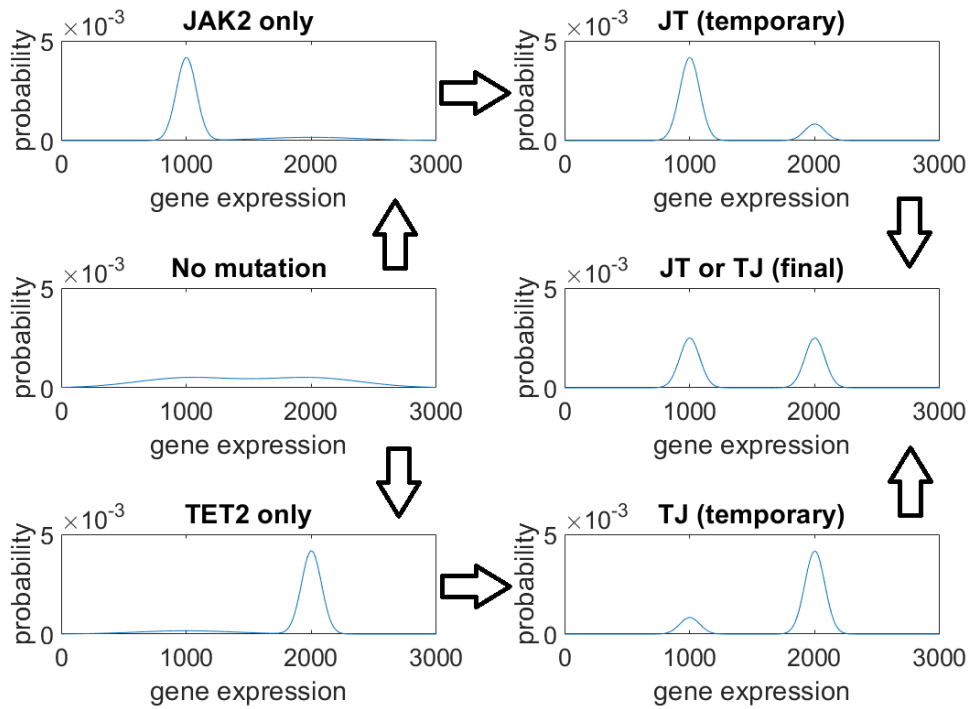 JAK2 only
×10⁻³
5
0
probability
0 1000 2000 3000
gene expression
JT (temporary)
×10⁻³
5
0
probability
0 1000 2000 3000
gene expression
No mutation
×10⁻³
5
0
probability
0 1000 2000 3000
gene expression
JT or TJ (final)
×10⁻³
5
0
probability
0 1000 2000 3000
gene expression
TET2 only
×10⁻³
5
0
probability
0 1000 2000 3000
gene expression
TJ (temporary)
×10⁻³
5
0
probability
0 1000 2000 3000
gene expression